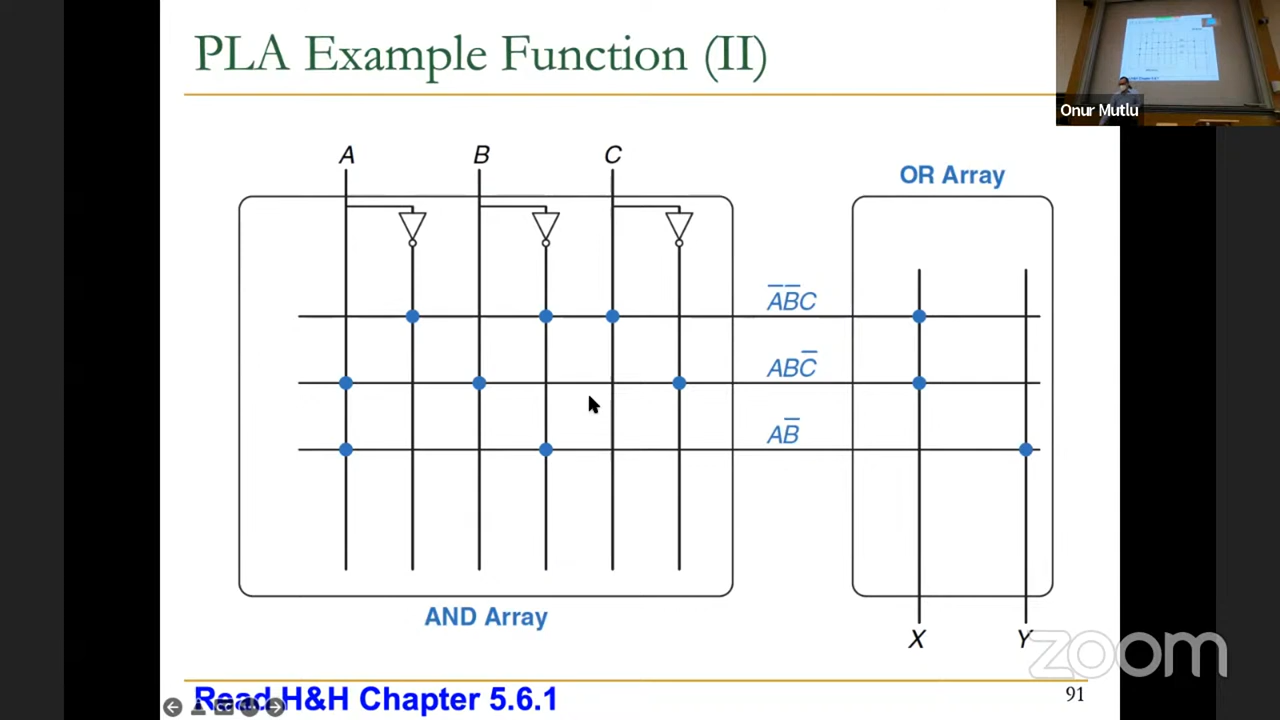 PLA Example Function (II)
Onur Mutlu
A B C
OR Array
A̅B̅C
ABC̅
AB̅
AND Array
X Y
zoom
Read H&H Chapter 5.6.1
91